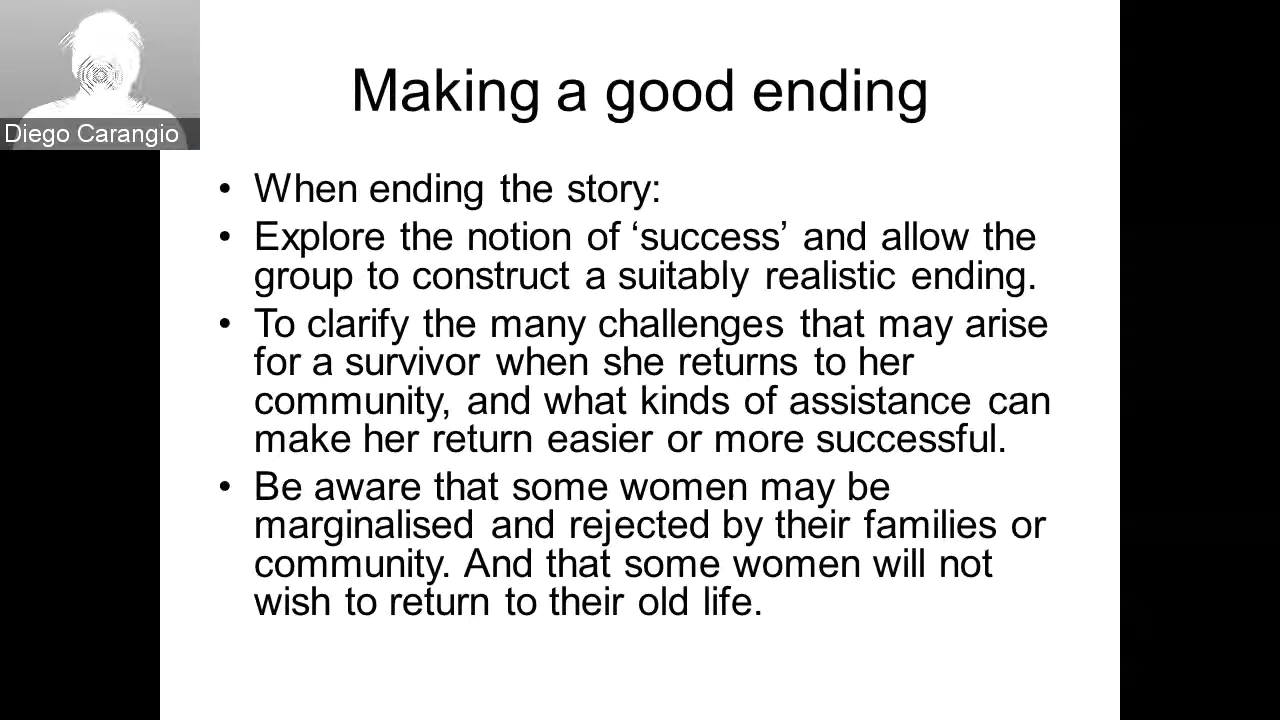 Diego Carangio
Making a good ending
• When ending the story:
• Explore the notion of ‘success’ and allow the
group to construct a suitably realistic ending.
• To clarify the many challenges that may arise
for a survivor when she returns to her
community, and what kinds of assistance can
make her return easier or more successful.
• Be aware that some women may be
marginalised and rejected by their families or
community. And that some women will not
wish to return to their old life.